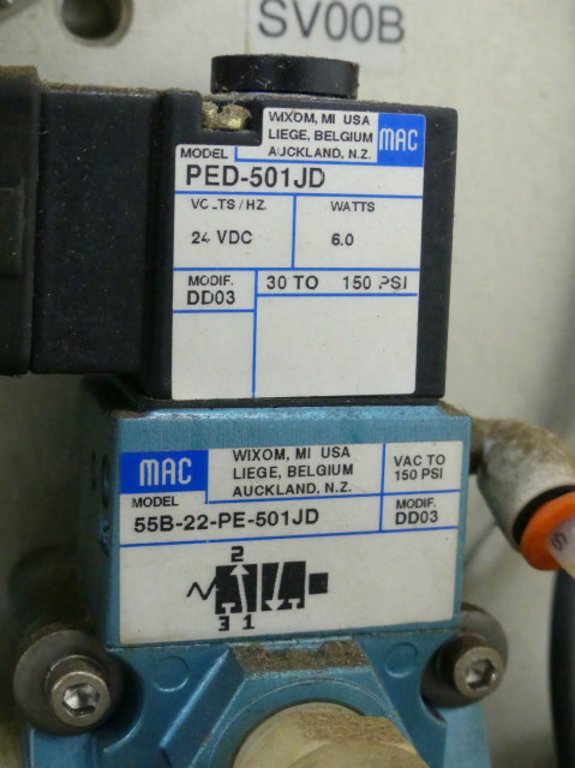 SV00B
WIXOM, MI USA
LIEGE, BELGIUM
AUCKLAND, N.Z.
MAC
MODEL
PED-501JD
VOLTS / HZ.
WATTS
24 VDC
6.0
MODIF.
DD03
30 TO 150 PSI
MAC
WIXOM, MI USA
LIEGE, BELGIUM
AUCKLAND, N.Z.
VAC TO
150 PSI
MODEL
55B-22-PE-501JD
MODIF.
DD03
2
3 1